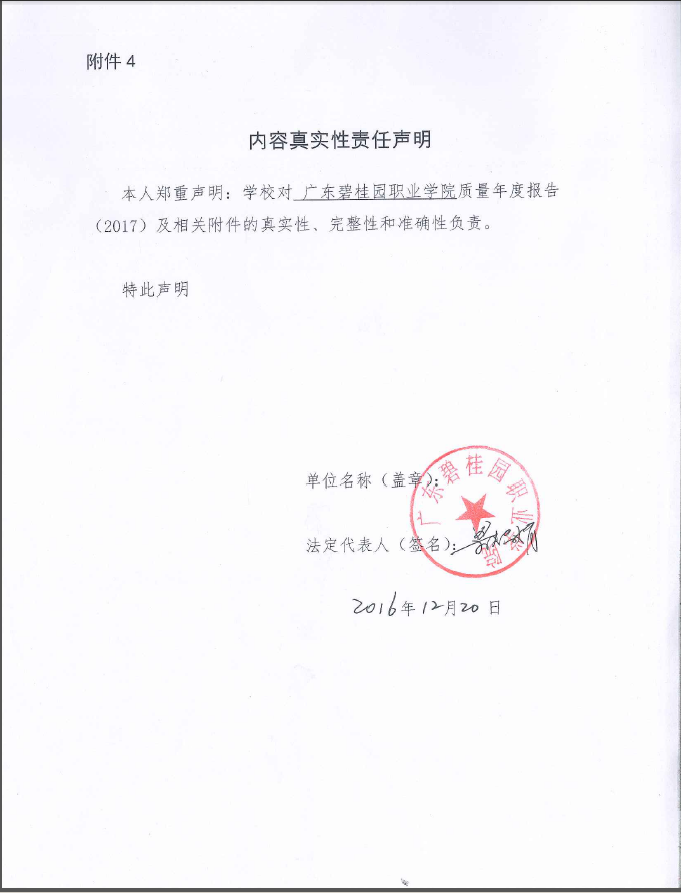 附件 4
内容真实性责任声明
本人郑重声明：学校对 广东碧桂园职业学院质量年度报告
（2017）及相关附件的真实性、完整性和准确性负责。
特此声明
单位名称（盖章）：
广东碧桂园职业学院
法定代表人（签名）：
2016年12月20日